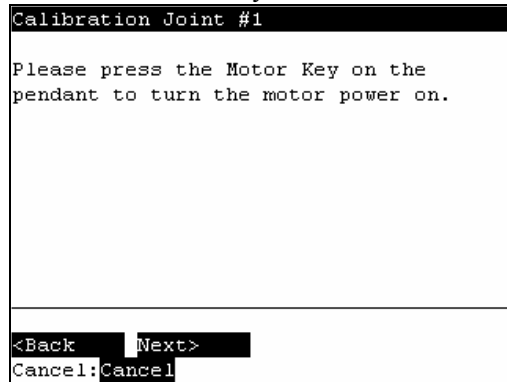 Calibration Joint #1
Please press the Motor Key on the
pendant to turn the motor power on.
<Back Next>
Cancel:Cancel